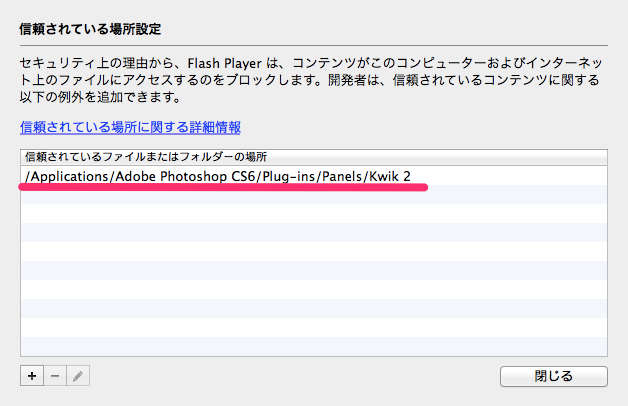 信頼されている場所設定
セキュリティ上の理由から、Flash Player は、コンテンツがこのコンピューターおよびインターネッ
ト上のファイルにアクセスするのをブロックします。開発者は、信頼されているコンテンツに関する
以下の例外を追加できます。
信頼されている場所に関する詳細情報
信頼されているファイルまたはフォルダーの場所
/Applications/Adobe Photoshop CS6/Plug-ins/Panels/Kwik 2
閉じる